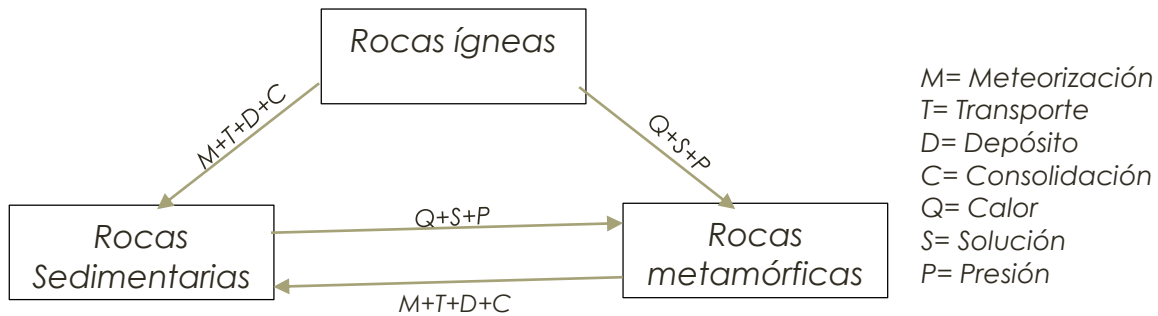 Rocas ígneas
M+T+D+C
Q+S+P
Rocas
Sedimentarias
Q+S+P
M+T+D+C
Rocas
metamórficas
M= Meteorización
T= Transporte
D= Depósito
C= Consolidación
Q= Calor
S= Solución
P= Presión